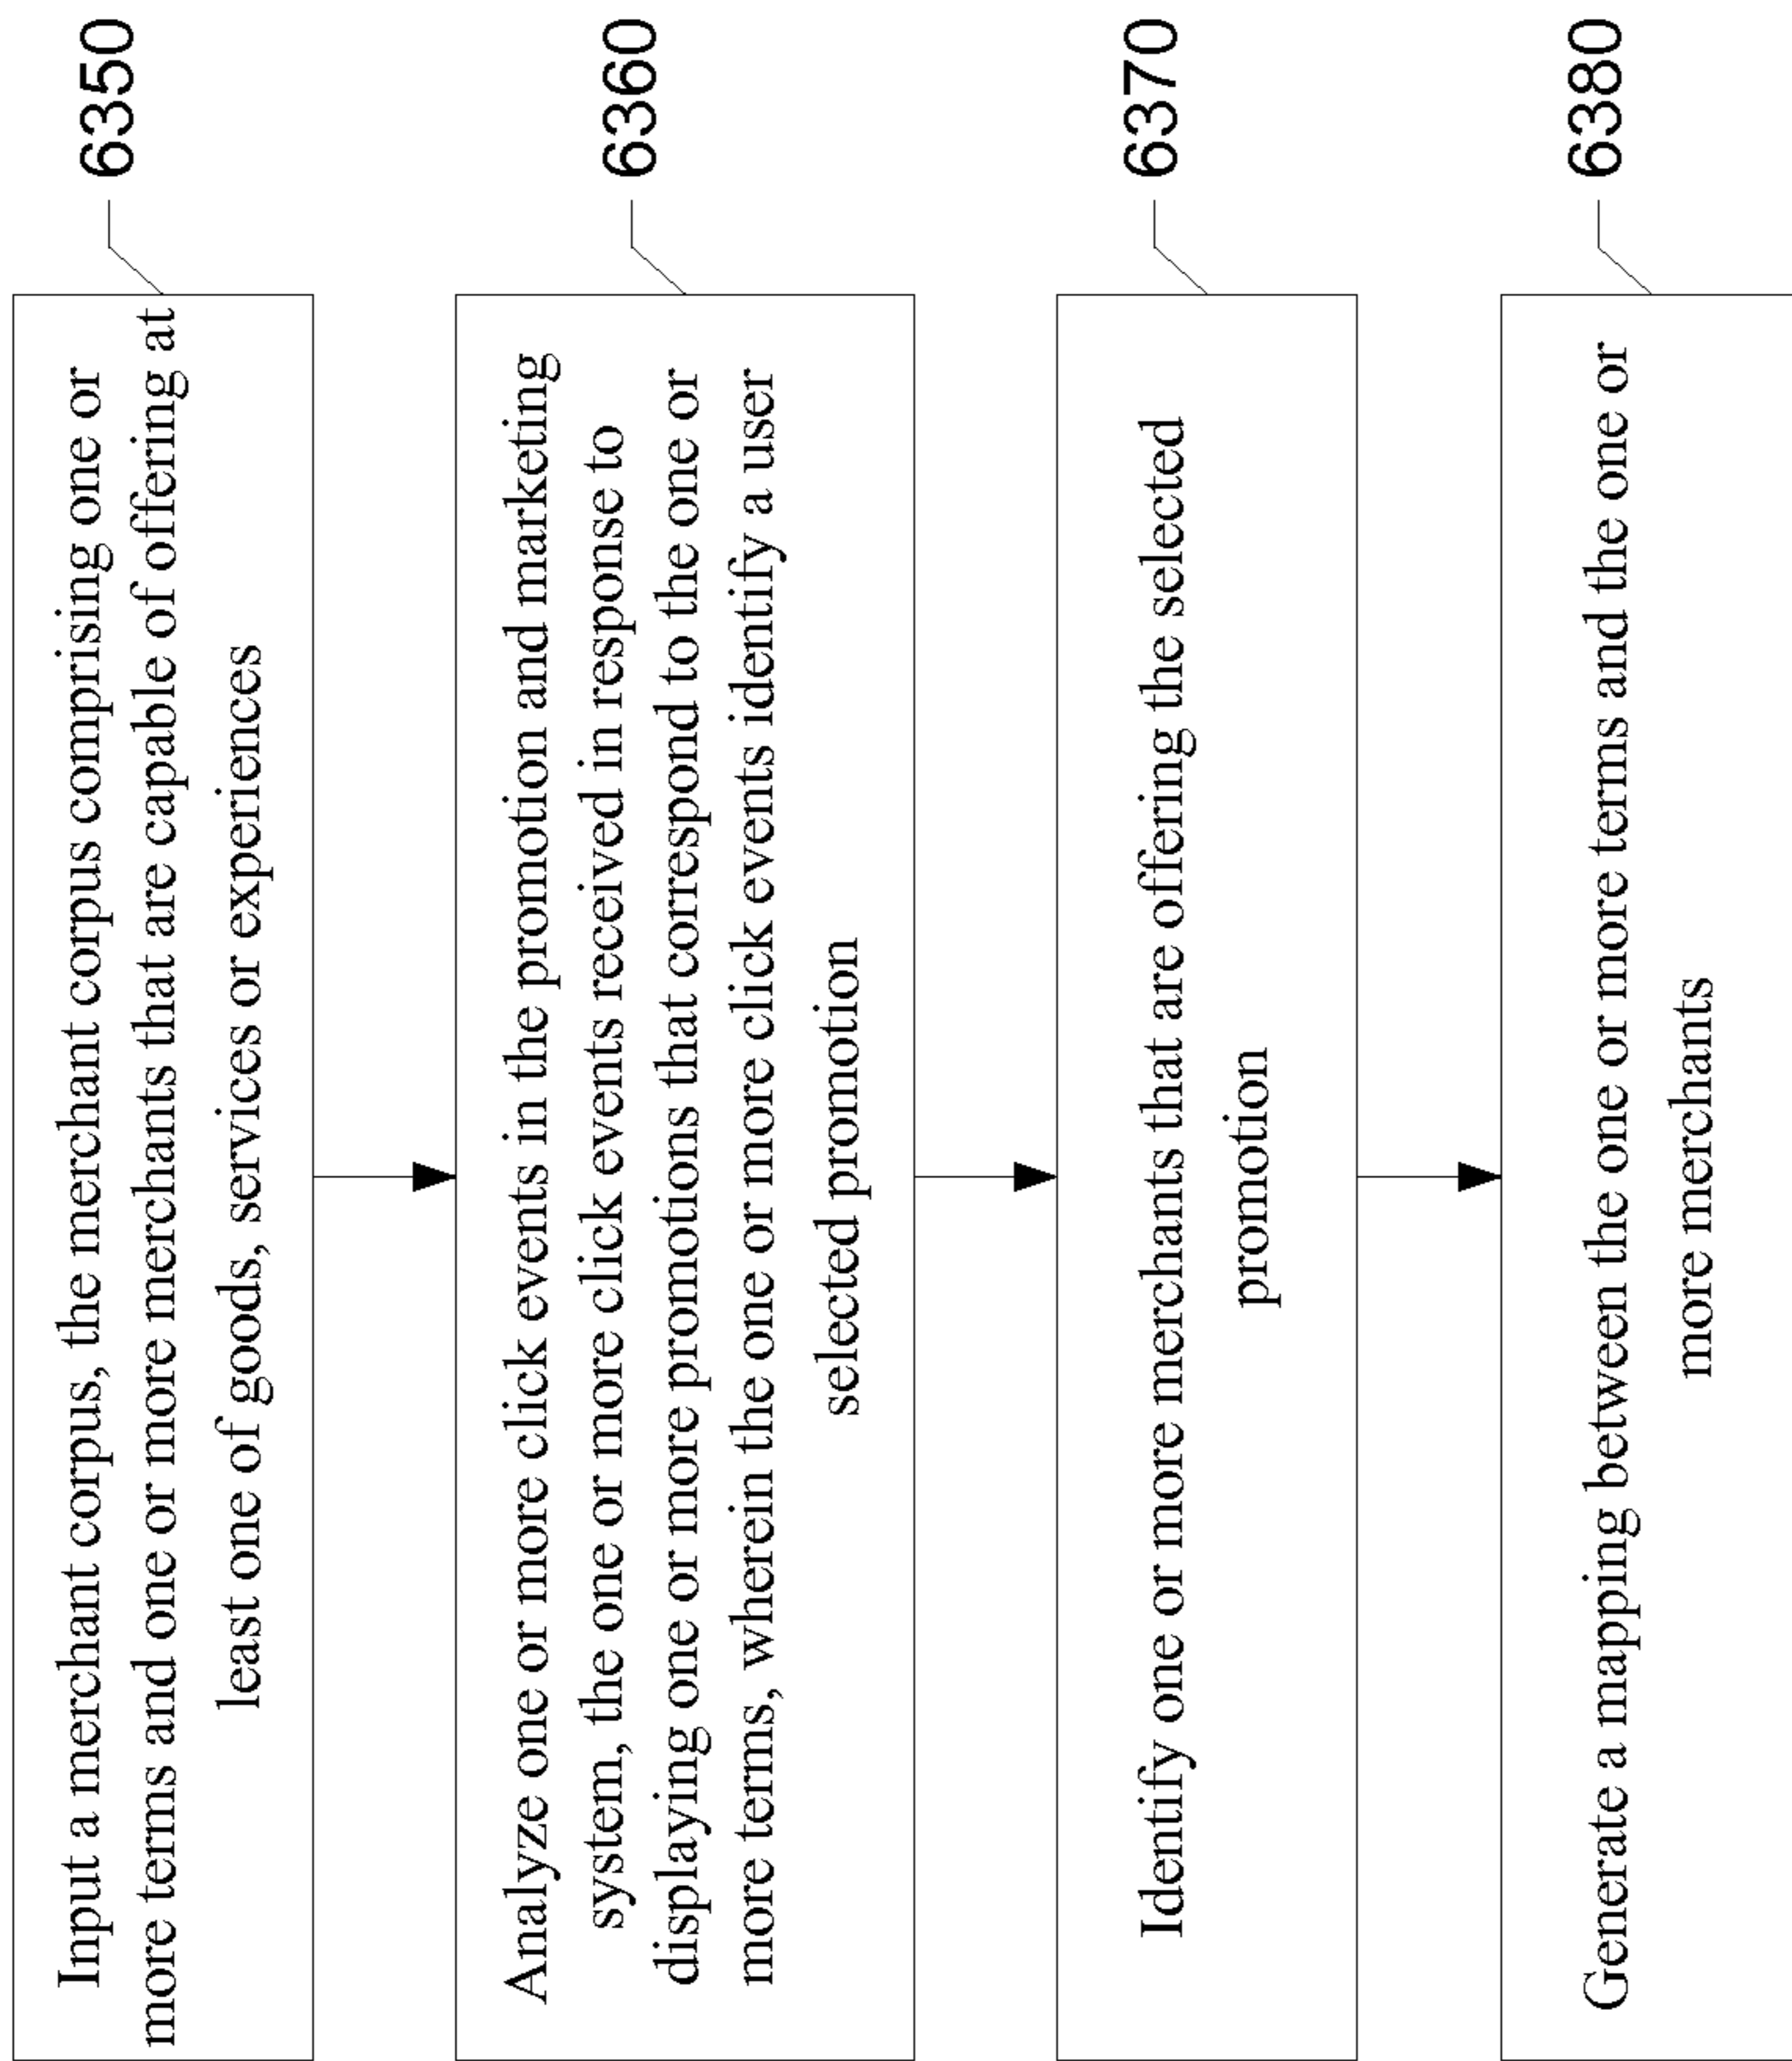 Input a merchant corpus, the merchant corpus comprising one or
more terms and one or more merchants that are capable of offering at
least one of goods, services or experiences
6350
Analyze one or more click events in the promotion and marketing
system, the one or more click events received in response to
displaying one or more promotions that correspond to the one or
more terms, wherein the one or more click events identify a user
selected promotion
6360
Identify one or more merchants that are offering the selected
promotion
6370
Generate a mapping between the one or more terms and the one or
more merchants
6380